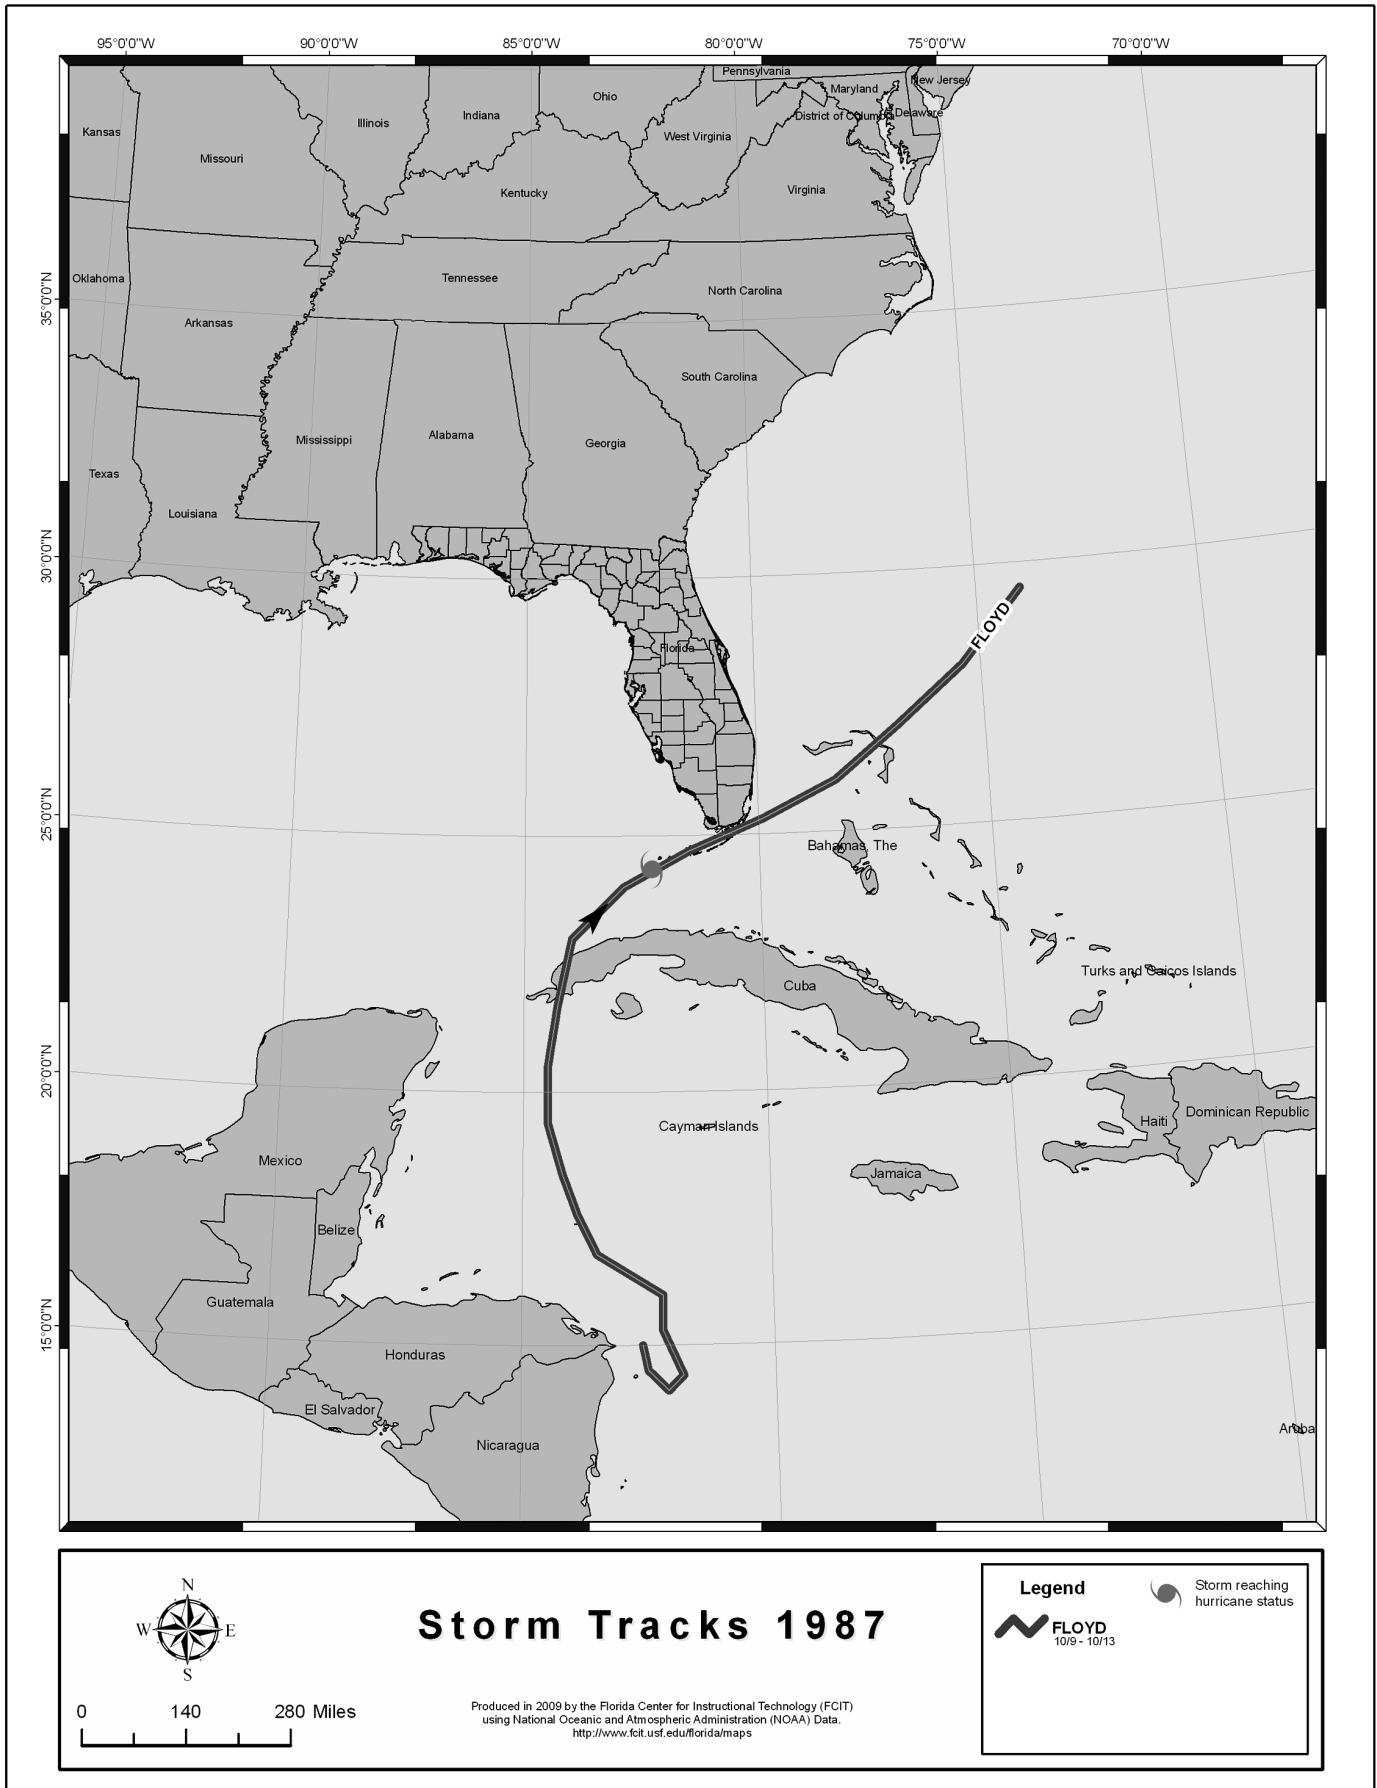 95°0'0"W 90°0'0"W 85°0'0"W 80°0'0"W 75°0'0"W 70°0'0"W
Pennsylvania
New Jersey
Maryland
Ohio
Delaware
District of Columbia
Indiana
Illinois
Kansas
West Virginia
Missouri
Virginia
Kentucky
35°0'0"N
Oklahoma
Tennessee
North Carolina
Arkansas
South Carolina
Mississippi
Alabama
Georgia
Texas
Louisiana
30°0'0"N
FLOYD
Florida
25°0'0"N
Bahamas, The
Turks and Caicos Islands
Cuba
20°0'0"N
Dominican Republic
Haiti
Cayman Islands
Mexico
Jamaica
Belize
Guatemala
15°0'0"N
Honduras
El Salvador
Aruba
Nicaragua
N
W E
S
0 140 280 Miles
Storm Tracks 1987
Produced in 2009 by the Florida Center for Instructional Technology (FCIT)
using National Oceanic and Atmospheric Administration (NOAA) Data.
http://www.fcit.usf.edu/florida/maps
Legend
FLOYD
10/9 - 10/13
Storm reaching
hurricane status